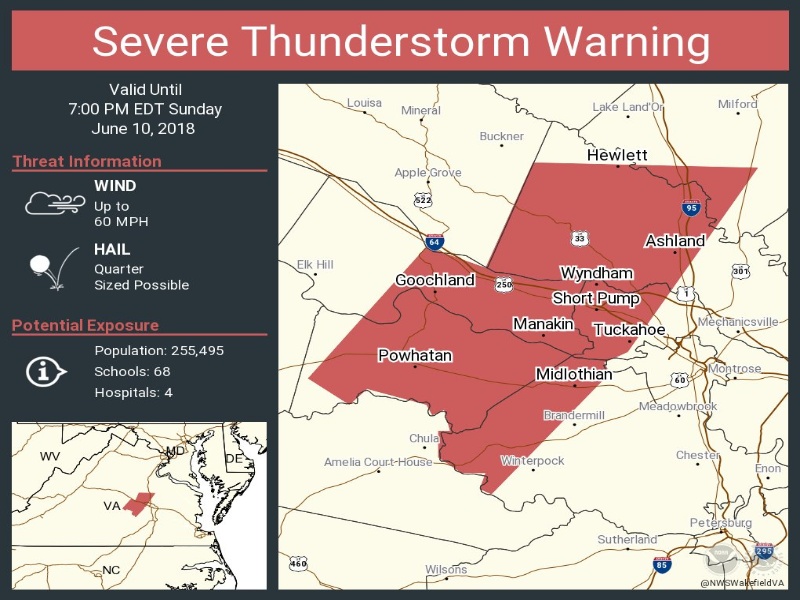 Severe Thunderstorm Warning
Valid Until
7:00 PM EDT Sunday
June 10, 2018
Threat Information
WIND
Up to
60 MPH
HAIL
Quarter
Sized Possible
Potential Exposure
Population: 255,495
Schools: 68
Hospitals: 4
WV
MD
DE
VA
NC
Louisa
Mineral
Lake Land'Or
Milford
Buckner
Hewlett
Apple Grove
522
95
33
64
Ashland
Elk Hill
301
Goochland
250
Wyndham
Short Pump
1
Manakin
Tuckahoe
Mechanicsville
Powhatan
Midlothian
60
Montrose
Brandermill
Meadowbrook
Chula
Amelia Court House
Winterpock
Chester
Enon
Petersburg
Sutherland
460
85
295
Wilsons
@NWSWakefieldVA